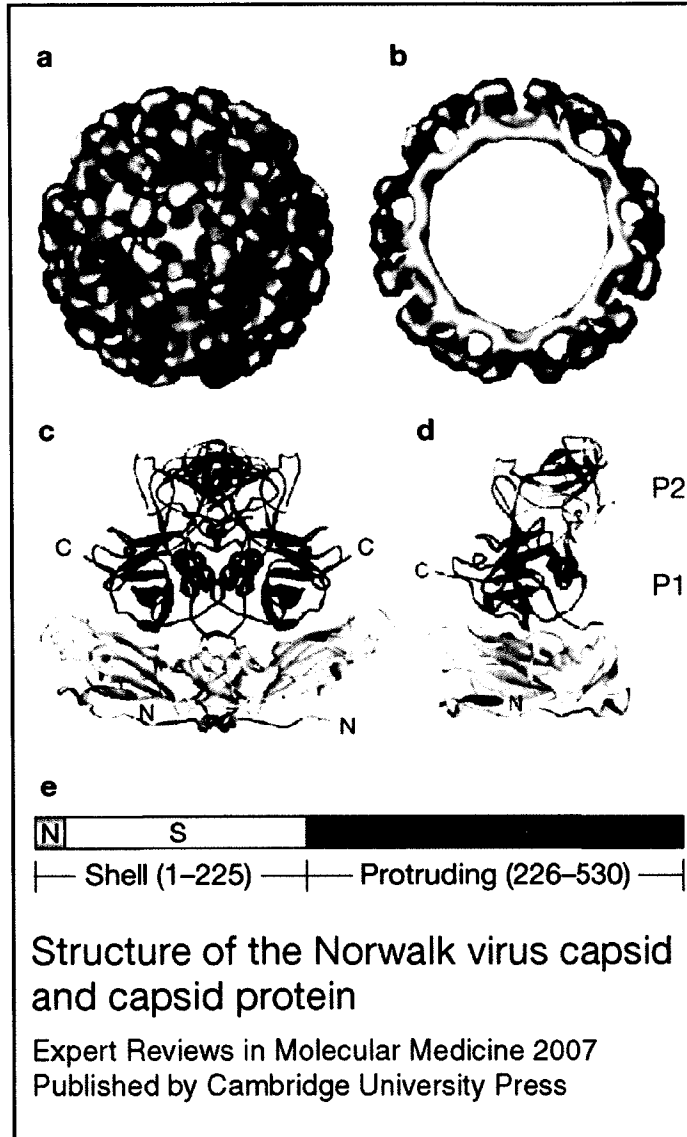 a
b
c
d
P2
C
C
C
P1
N
N
N
e
N S
Shell (1–225) Protruding (226–530)
Structure of the Norwalk virus capsid
and capsid protein
Expert Reviews in Molecular Medicine 2007
Published by Cambridge University Press